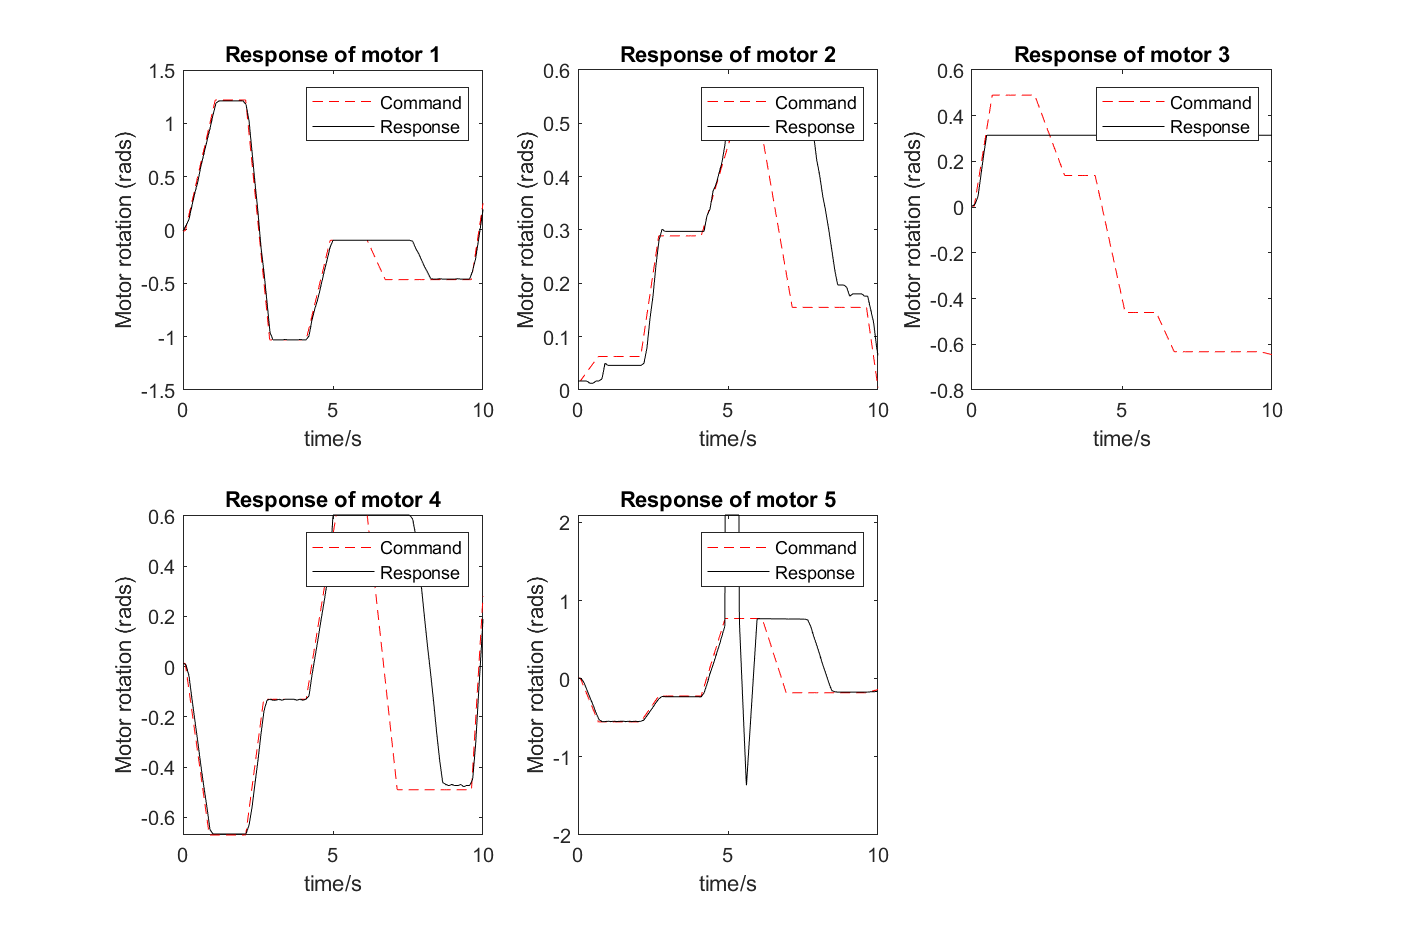 Response of motor 1
Command
Response
Motor rotation (rads)
1.5
1
0.5
0
-0.5
-1
-1.5
0
5
10
time/s
Response of motor 2
Command
Response
Motor rotation (rads)
0.6
0.5
0.4
0.3
0.2
0.1
0
0
5
10
time/s
Response of motor 3
Command
Response
Motor rotation (rads)
0.6
0.4
0.2
0
-0.2
-0.4
-0.6
-0.8
0
5
10
time/s
Response of motor 4
Command
Response
Motor rotation (rads)
0.6
0.4
0.2
0
-0.2
-0.4
-0.6
0
5
10
time/s
Response of motor 5
Command
Response
Motor rotation (rads)
2
1
0
-1
-2
0
5
10
time/s